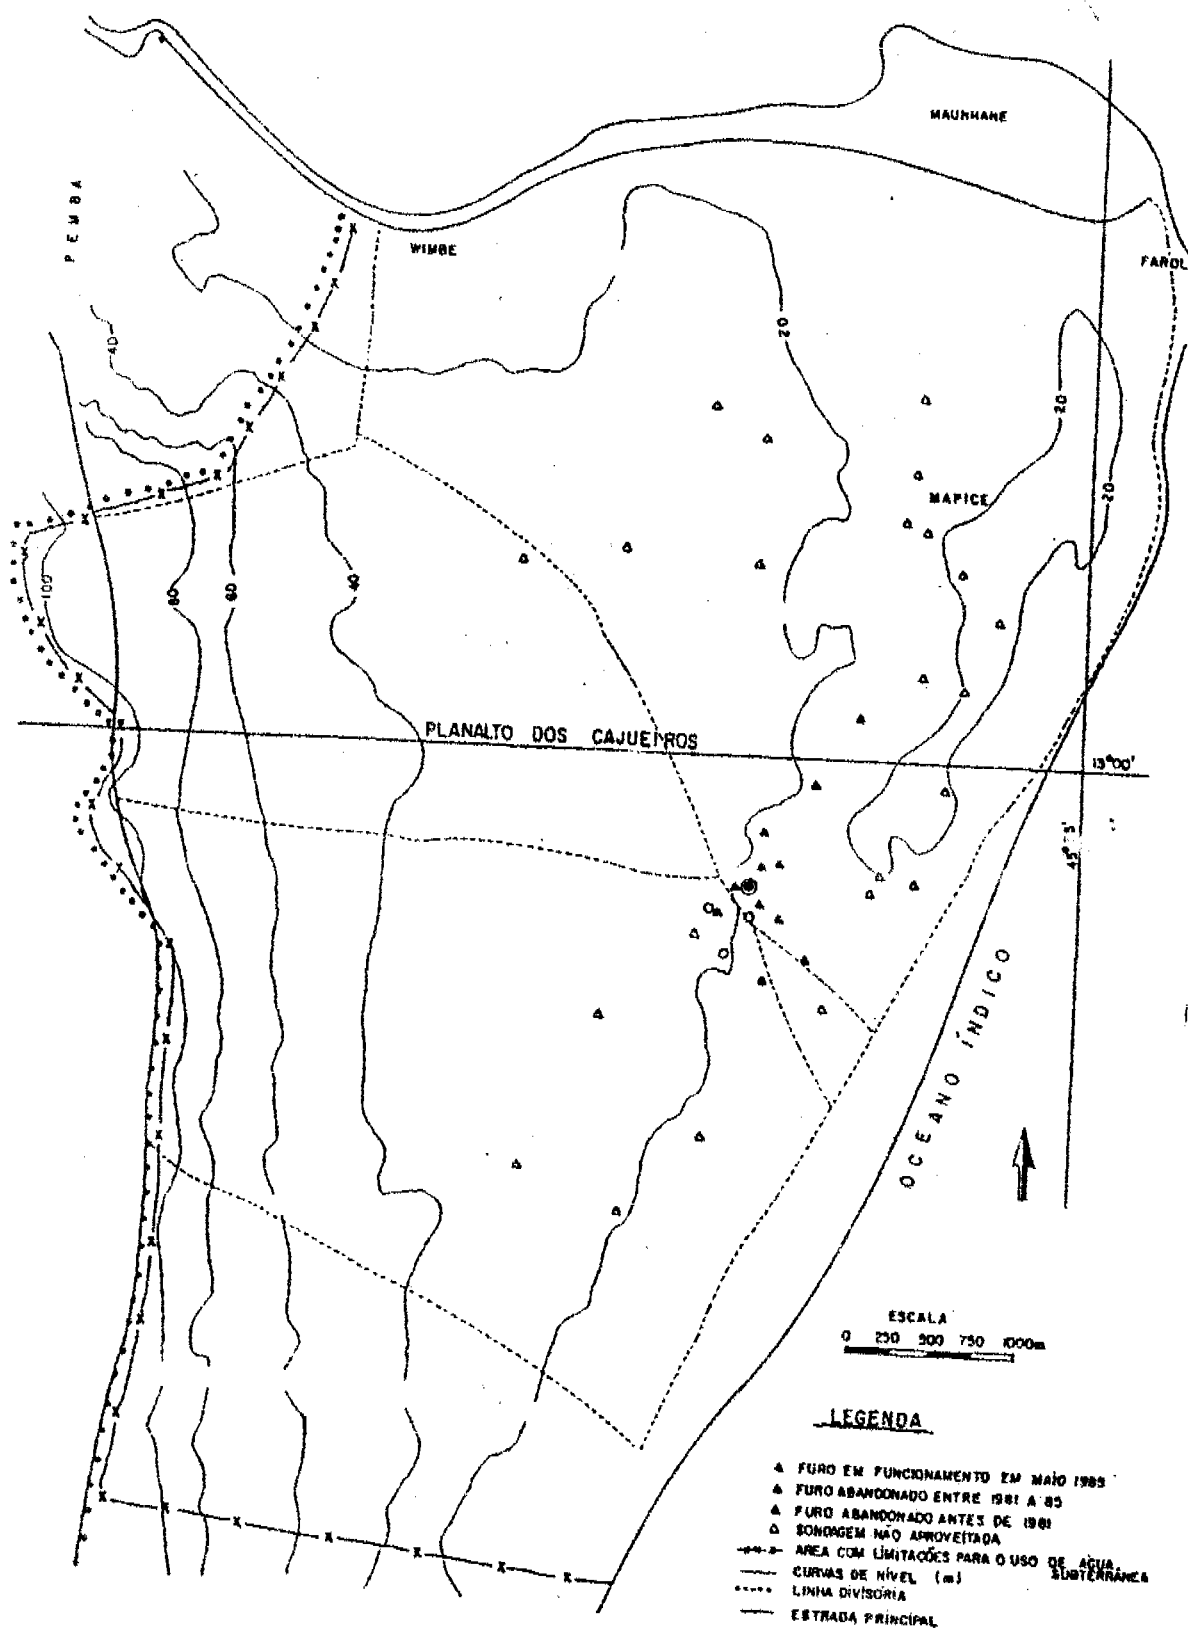 MAUNHANE
PEMBA
WIMBE
FAROL
20
40
20
20
MAPICE
100
80
60
40
PLANALTO DOS CAJUEIROS
13°00'
OCEANO ÍNDICO
ESCALA
0 250 500 750 1000m
LEGENDA
FURO EM FUNCIONAMENTO EM MAIO 1985
FURO ABANDONADO ENTRE 1981 A 85
FURO ABANDONADO ANTES DE 1981
SONDAGEM NÃO APROVEITADA
AREA COM LIMITAÇÕES PARA O USO DE AGUA
SUBTERRÂNEA
CURVAS DE NÍVEL (m)
LINHA DIVISÓRIA
ESTRADA PRINCIPAL